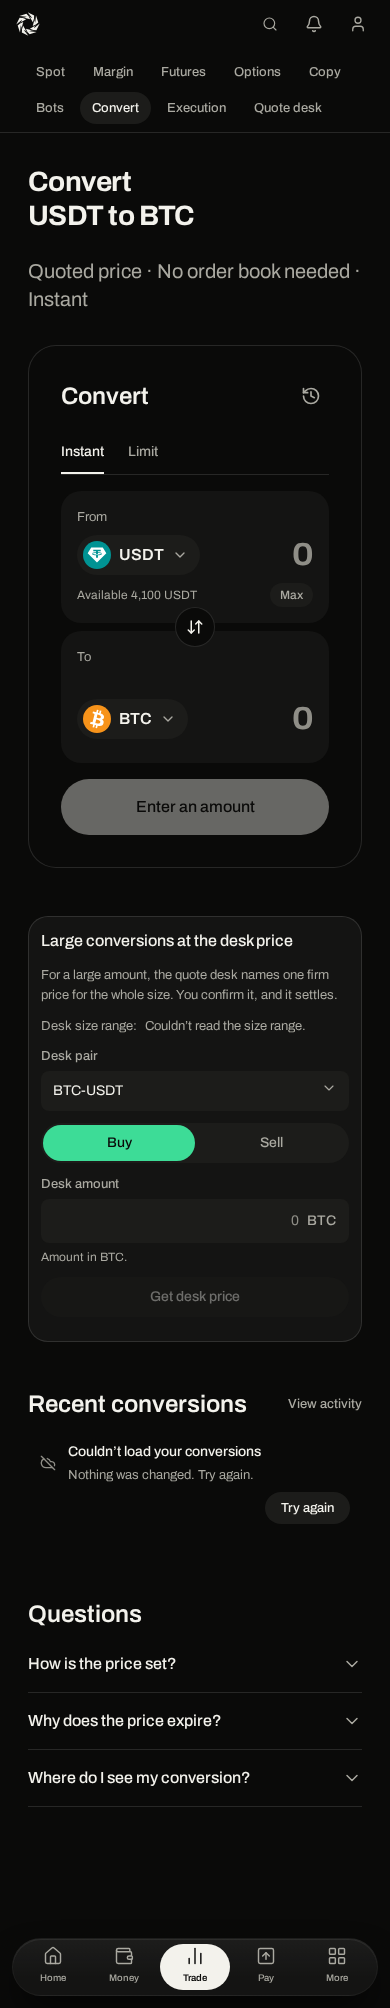 Spot Margin Futures Options Copy
Bots Convert Execution Quote desk
Convert
USDT to BTC
Quoted price · No order book needed ·
Instant
Convert
Instant Limit
From
USDT 0
Available 4,100 USDT Max
To
BTC 0
Enter an amount
Large conversions at the desk price
For a large amount, the quote desk names one firm
price for the whole size. You confirm it, and it settles.
Desk size range: Couldn’t read the size range.
Desk pair
BTC-USDT
Buy Sell
Desk amount
0 BTC
Amount in BTC.
Get desk price
Recent conversions View activity
Couldn’t load your conversions
Nothing was changed. Try again.
Try again
Questions
How is the price set?
Why does the price expire?
Where do I see my conversion?
Home Money Trade Pay More